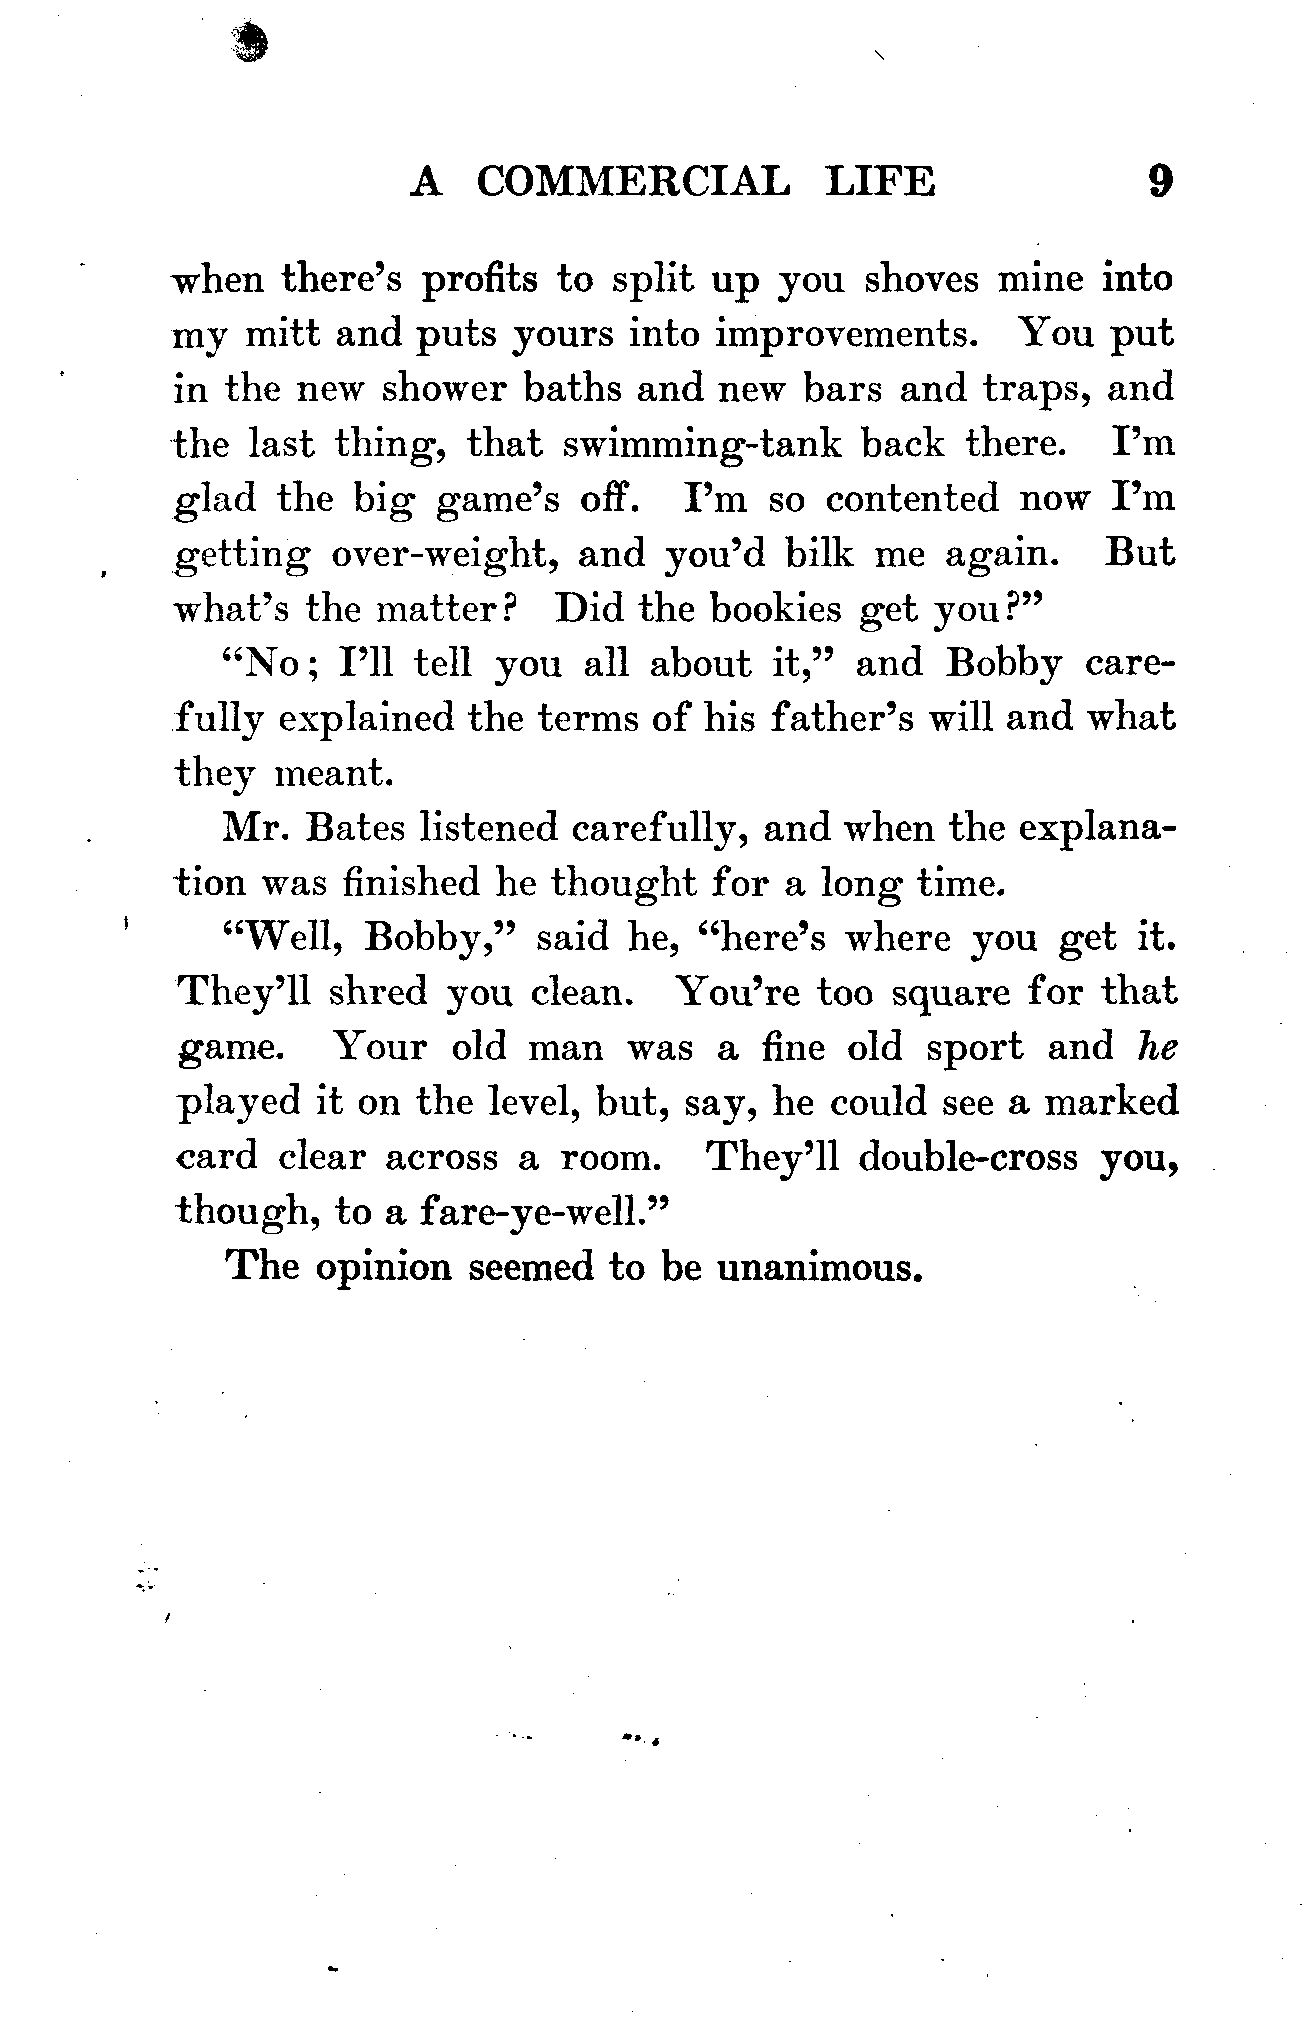 A COMMERCIAL LIFE 9
when there's profits to split up you shoves mine into
my mitt and puts yours into improvements. You put
in the new shower baths and new bars and traps, and
the last thing, that swimming-tank back there. I'm
glad the big game's off. I'm so contented now I'm
getting over-weight, and you'd bilk me again. But
what's the matter? Did the bookies get you?"
"No; I'll tell you all about it," and Bobby care-
fully explained the terms of his father's will and what
they meant.
Mr. Bates listened carefully, and when the explana-
tion was finished he thought for a long time.
"Well, Bobby," said he, "here's where you get it.
They'll shred you clean. You're too square for that
game. Your old man was a fine old sport and he
played it on the level, but, say, he could see a marked
card clear across a room. They'll double-cross you,
though, to a fare-ye-well."
The opinion seemed to be unanimous.